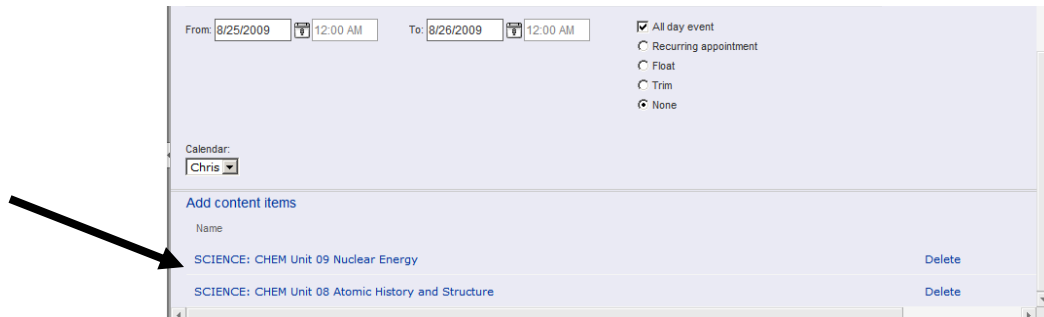 From: 8/25/2009 12:00 AM To: 8/26/2009 12:00 AM All day event
Recurring appointment
Float
Trim
None
Calendar:
Chris
Add content items
Name
SCIENCE: CHEM Unit 09 Nuclear Energy Delete
SCIENCE: CHEM Unit 08 Atomic History and Structure Delete